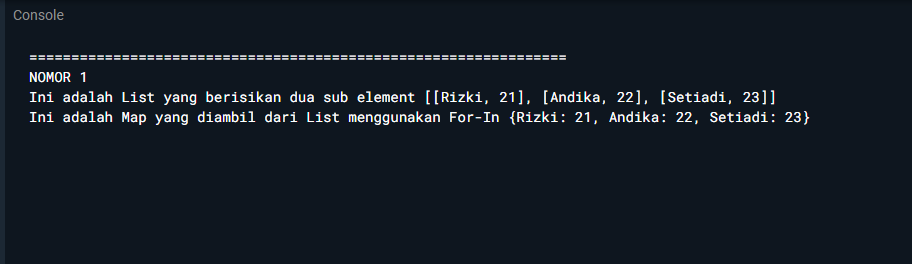 Console
================================================================
NOMOR 1
Ini adalah List yang berisikan dua sub element [[Rizki, 21], [Andika, 22], [Setiadi, 23]]
Ini adalah Map yang diambil dari List menggunakan For-In {Rizki: 21, Andika: 22, Setiadi: 23}